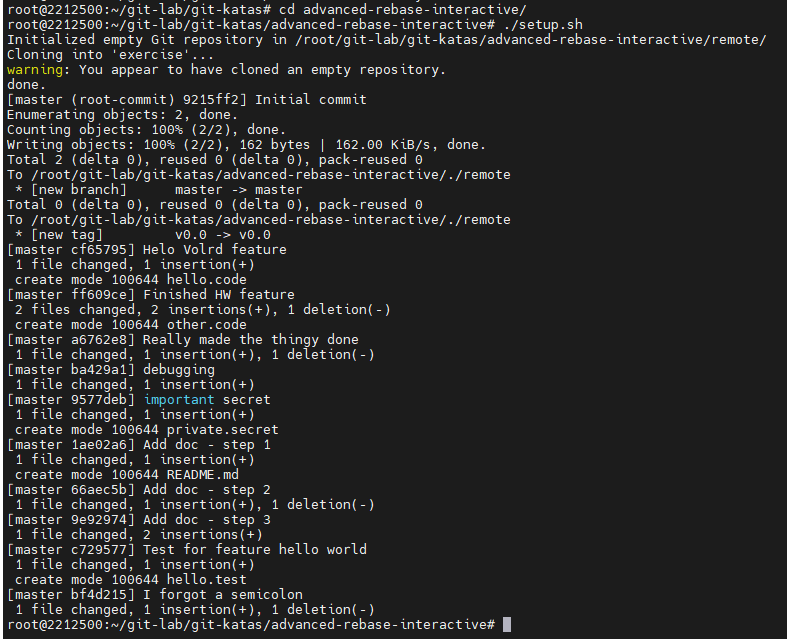 root@2212500:~/git-lab/git-katas# cd advanced-rebase-interactive/
root@2212500:~/git-lab/git-katas/advanced-rebase-interactive# ./setup.sh
Initialized empty Git repository in /root/git-lab/git-katas/advanced-rebase-interactive/remote/
Cloning into 'exercise'...
warning: You appear to have cloned an empty repository.
done.
[master (root-commit) 9215ff2] Initial commit
Enumerating objects: 2, done.
Counting objects: 100% (2/2), done.
Writing objects: 100% (2/2), 162 bytes | 162.00 KiB/s, done.
Total 2 (delta 0), reused 0 (delta 0), pack-reused 0
To /root/git-lab/git-katas/advanced-rebase-interactive/./remote
 * [new branch]      master -> master
Total 0 (delta 0), reused 0 (delta 0), pack-reused 0
To /root/git-lab/git-katas/advanced-rebase-interactive/./remote
 * [new tag]         v0.0 -> v0.0
[master cf65795] Helo Volrd feature
 1 file changed, 1 insertion(+)
 create mode 100644 hello.code
[master ff609ce] Finished HW feature
 2 files changed, 2 insertions(+), 1 deletion(-)
 create mode 100644 other.code
[master a6762e8] Really made the thingy done
 1 file changed, 1 insertion(+), 1 deletion(-)
[master ba429a1] debugging
 1 file changed, 1 insertion(+)
[master 9577deb] important secret
 1 file changed, 1 insertion(+)
 create mode 100644 private.secret
[master 1ae02a6] Add doc - step 1
 1 file changed, 1 insertion(+)
 create mode 100644 README.md
[master 66aec5b] Add doc - step 2
 1 file changed, 1 insertion(+), 1 deletion(-)
[master 9e92974] Add doc - step 3
 1 file changed, 2 insertions(+)
[master c729577] Test for feature hello world
 1 file changed, 1 insertion(+)
 create mode 100644 hello.test
[master bf4d215] I forgot a semicolon
 1 file changed, 1 insertion(+), 1 deletion(-)
root@2212500:~/git-lab/git-katas/advanced-rebase-interactive#